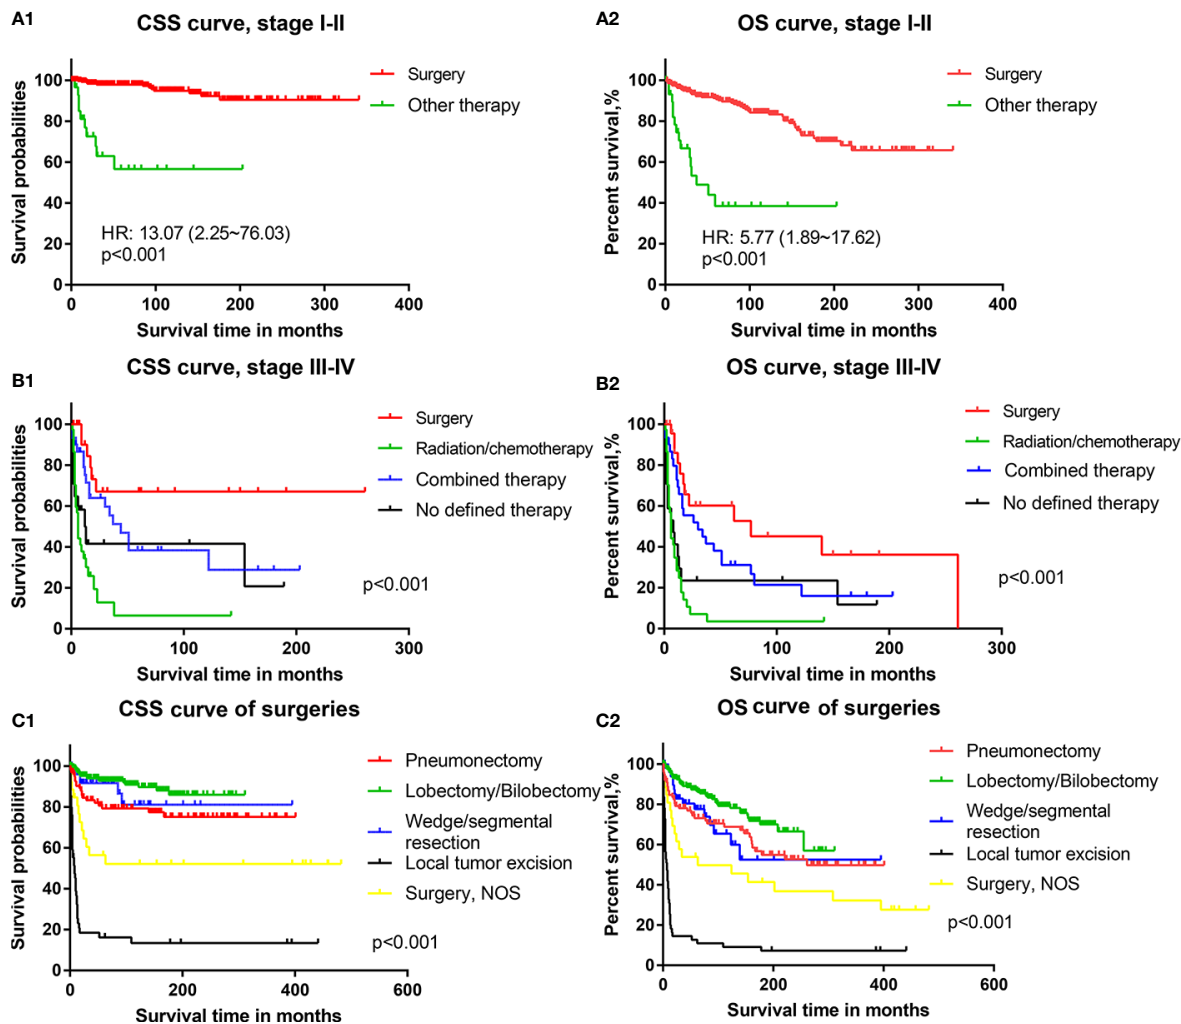 A1
CSS curve, stage I-II
Survival probabilities
100
80
60
40
20
0
Surgery
Other therapy
HR: 13.07 (2.25~76.03)
p<0.001
0 100 200 300 400
Survival time in months
A2
OS curve, stage I-II
Percent survival,%
100
80
60
40
20
0
Surgery
Other therapy
HR: 5.77 (1.89~17.62)
p<0.001
0 100 200 300 400
Survival time in months
B1
CSS curve, stage III-IV
Survival probabilities
100
80
60
40
20
0
Surgery
Radiation/chemotherapy
Combined therapy
No defined therapy
p<0.001
0 100 200 300
Survival time in months
B2
OS curve, stage III-IV
Percent survival,%
100
80
60
40
20
0
Surgery
Radiation/chemotherapy
Combined therapy
No defined therapy
p<0.001
0 100 200 300
Survival time in months
C1
CSS curve of surgeries
Survival probabilities
100
80
60
40
20
0
Pneumonectomy
Lobectomy/Bilobectomy
Wedge/segmental
resection
Local tumor excision
Surgery, NOS
p<0.001
0 200 400 600
Survival time in months
C2
OS curve of surgeries
Percent survival,%
100
80
60
40
20
0
Pneumonectomy
Lobectomy/Bilobectomy
Wedge/segmental
resection
Local tumor excision
Surgery, NOS
p<0.001
0 200 400 600
Survival time in months